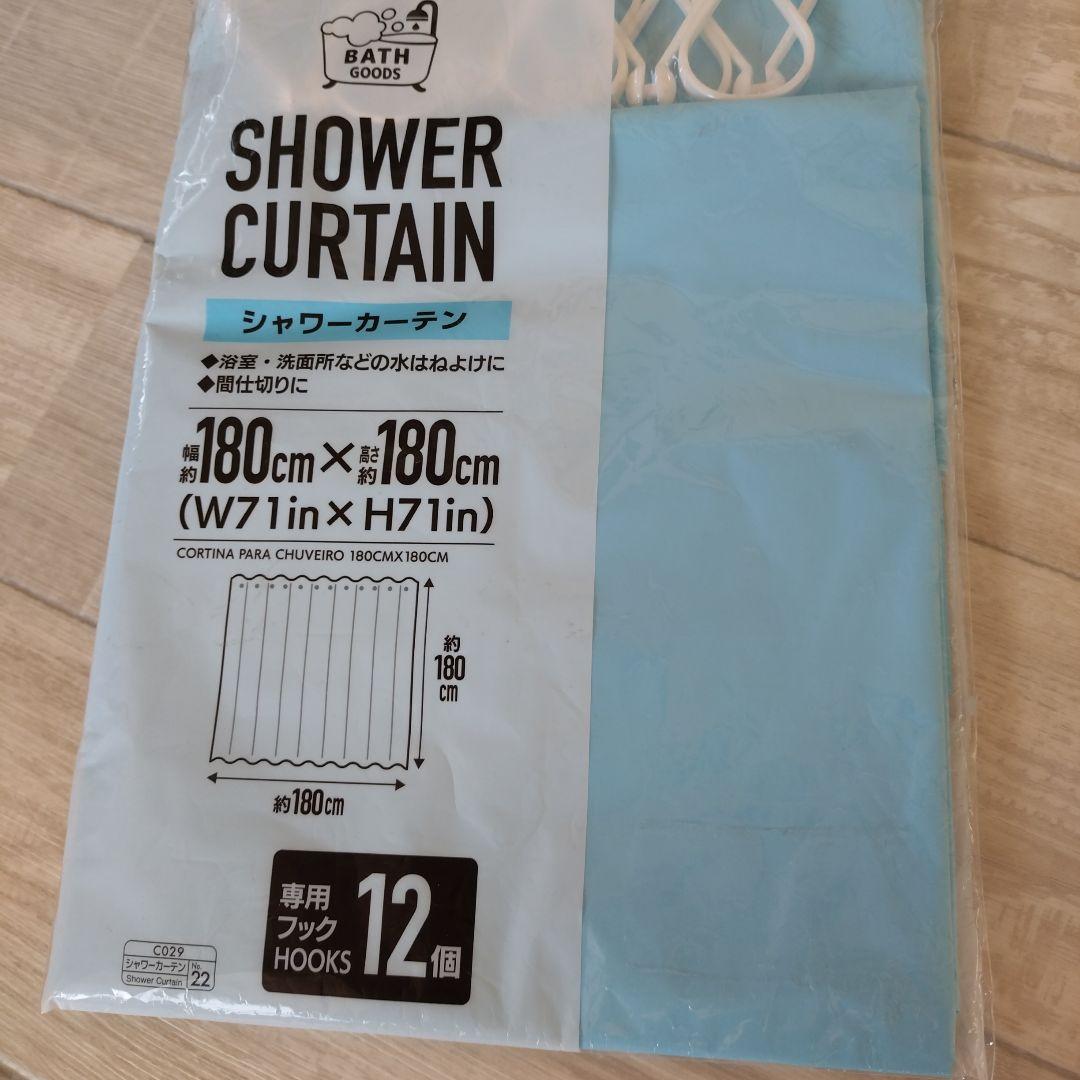 BATH
GOODS
SHOWER
CURTAIN
シャワーカーテン
◆浴室・洗面所などの水はねよけに
◆間仕切りに
幅約180cm×高さ約180cm
(W71in×H71in)
CORTINA PARA CHUVEIRO 180CMX180CM
約
180
cm
約180cm
専用
フック
HOOKS
12個
C029
シャワーカーテン
Shower Curtain
No.
22